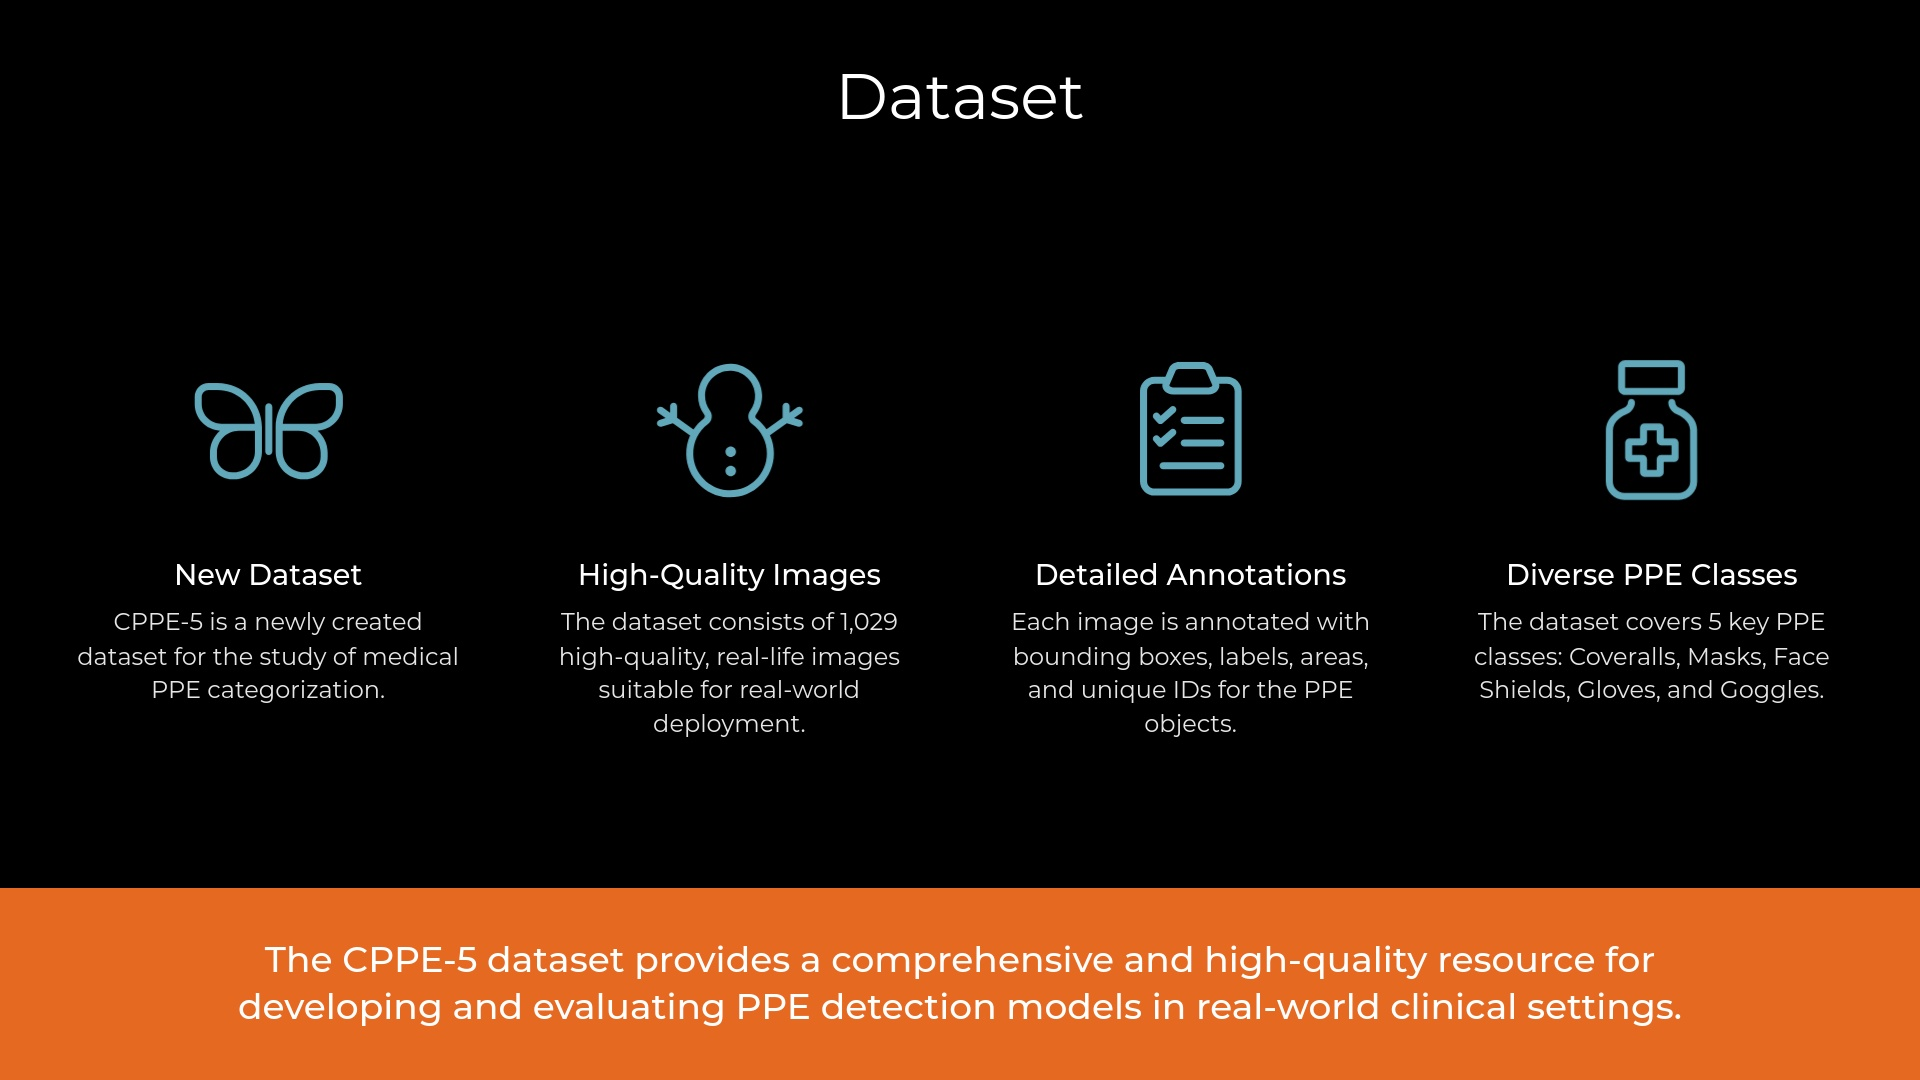 Dataset
New Dataset
CPPE-5 is a newly created
dataset for the study of medical
PPE categorization.
High-Quality Images
The dataset consists of 1,029
high-quality, real-life images
suitable for real-world
deployment.
Detailed Annotations
Each image is annotated with
bounding boxes, labels, areas,
and unique IDs for the PPE
objects.
Diverse PPE Classes
The dataset covers 5 key PPE
classes: Coveralls, Masks, Face
Shields, Gloves, and Goggles.
The CPPE-5 dataset provides a comprehensive and high-quality resource for
developing and evaluating PPE detection models in real-world clinical settings.